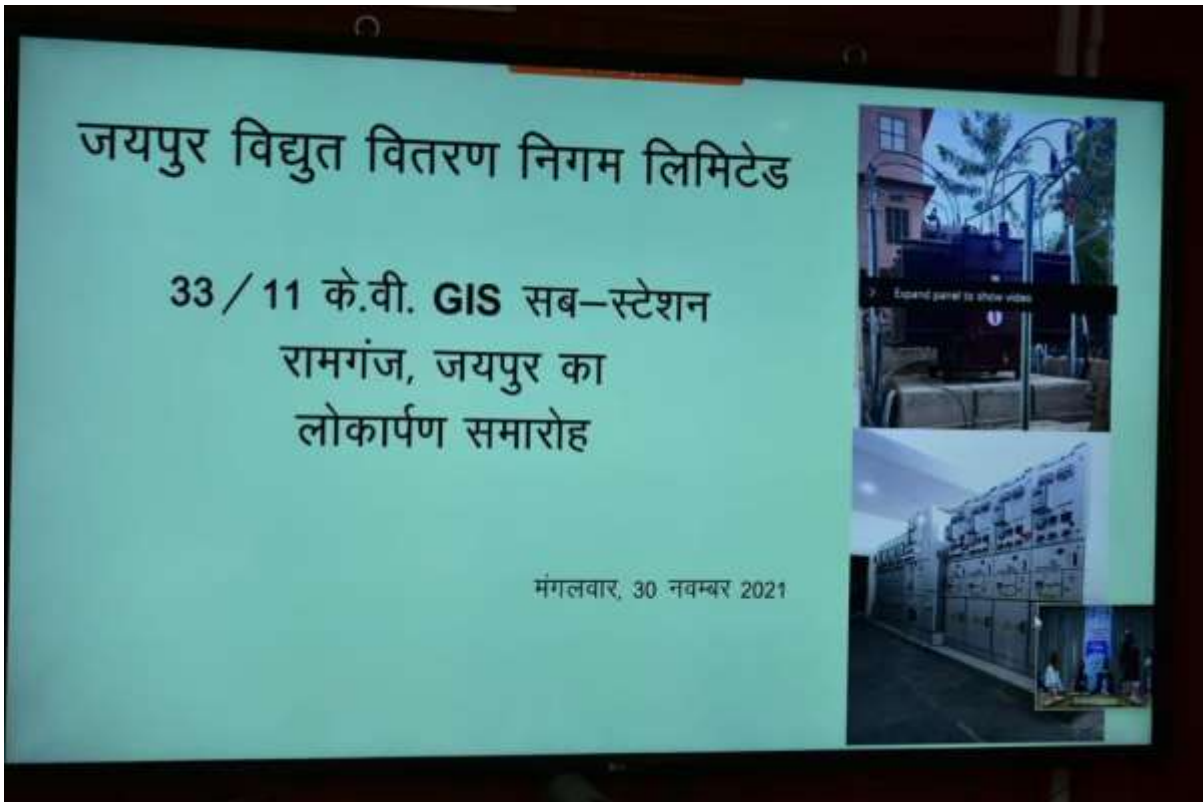 जयपुर विद्युत वितरण निगम लिमिटेड
33/11 के.वी. GIS सब–स्टेशन
रामगंज, जयपुर का
लोकार्पण समारोह
मंगलवार, 30 नवम्बर 2021
Expand panel to show video